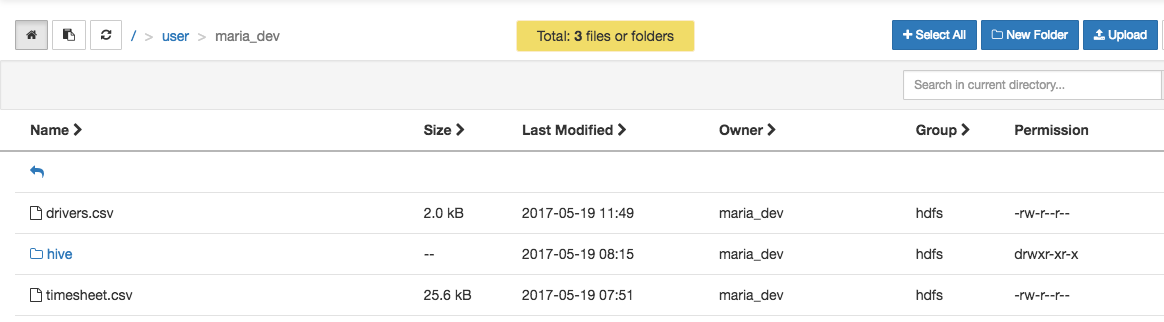 / > user > maria_dev Total: 3 files or folders Select All New Folder Upload
Search in current directory...
Name Size Last Modified Owner Group Permission
drivers.csv 2.0 kB 2017-05-19 11:49 maria_dev hdfs -rw-r--r--
hive -- 2017-05-19 08:15 maria_dev hdfs drwxr-xr-x
timesheet.csv 25.6 kB 2017-05-19 07:51 maria_dev hdfs -rw-r--r--